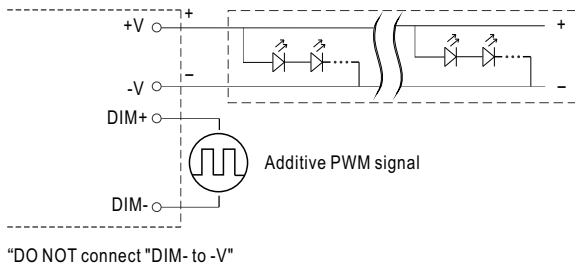 +V
+
+
-V
–
–
DIM+
Additive PWM signal
DIM-
“DO NOT connect "DIM- to -V"